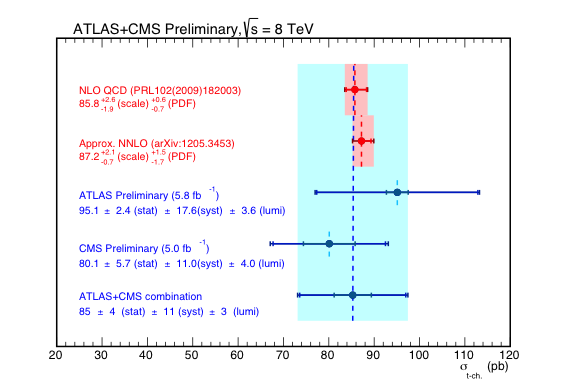 ATLAS+CMS Preliminary, √s = 8 TeV
NLO QCD (PRL102(2009)182003)
85.8 +2.6 -1.9 (scale) +0.6 -0.7 (PDF)
Approx. NNLO (arXiv:1205.3453)
87.2 +2.1 -0.7 (scale) +1.5 -1.7 (PDF)
ATLAS Preliminary (5.8 fb⁻¹)
95.1 ± 2.4 (stat) ± 17.6(syst) ± 3.6 (lumi)
CMS Preliminary (5.0 fb⁻¹)
80.1 ± 5.7 (stat) ± 11.0(syst) ± 4.0 (lumi)
ATLAS+CMS combination
85 ± 4 (stat) ± 11 (syst) ± 3 (lumi)
20 30 40 50 60 70 80 90 100 110 120
σt-ch. (pb)